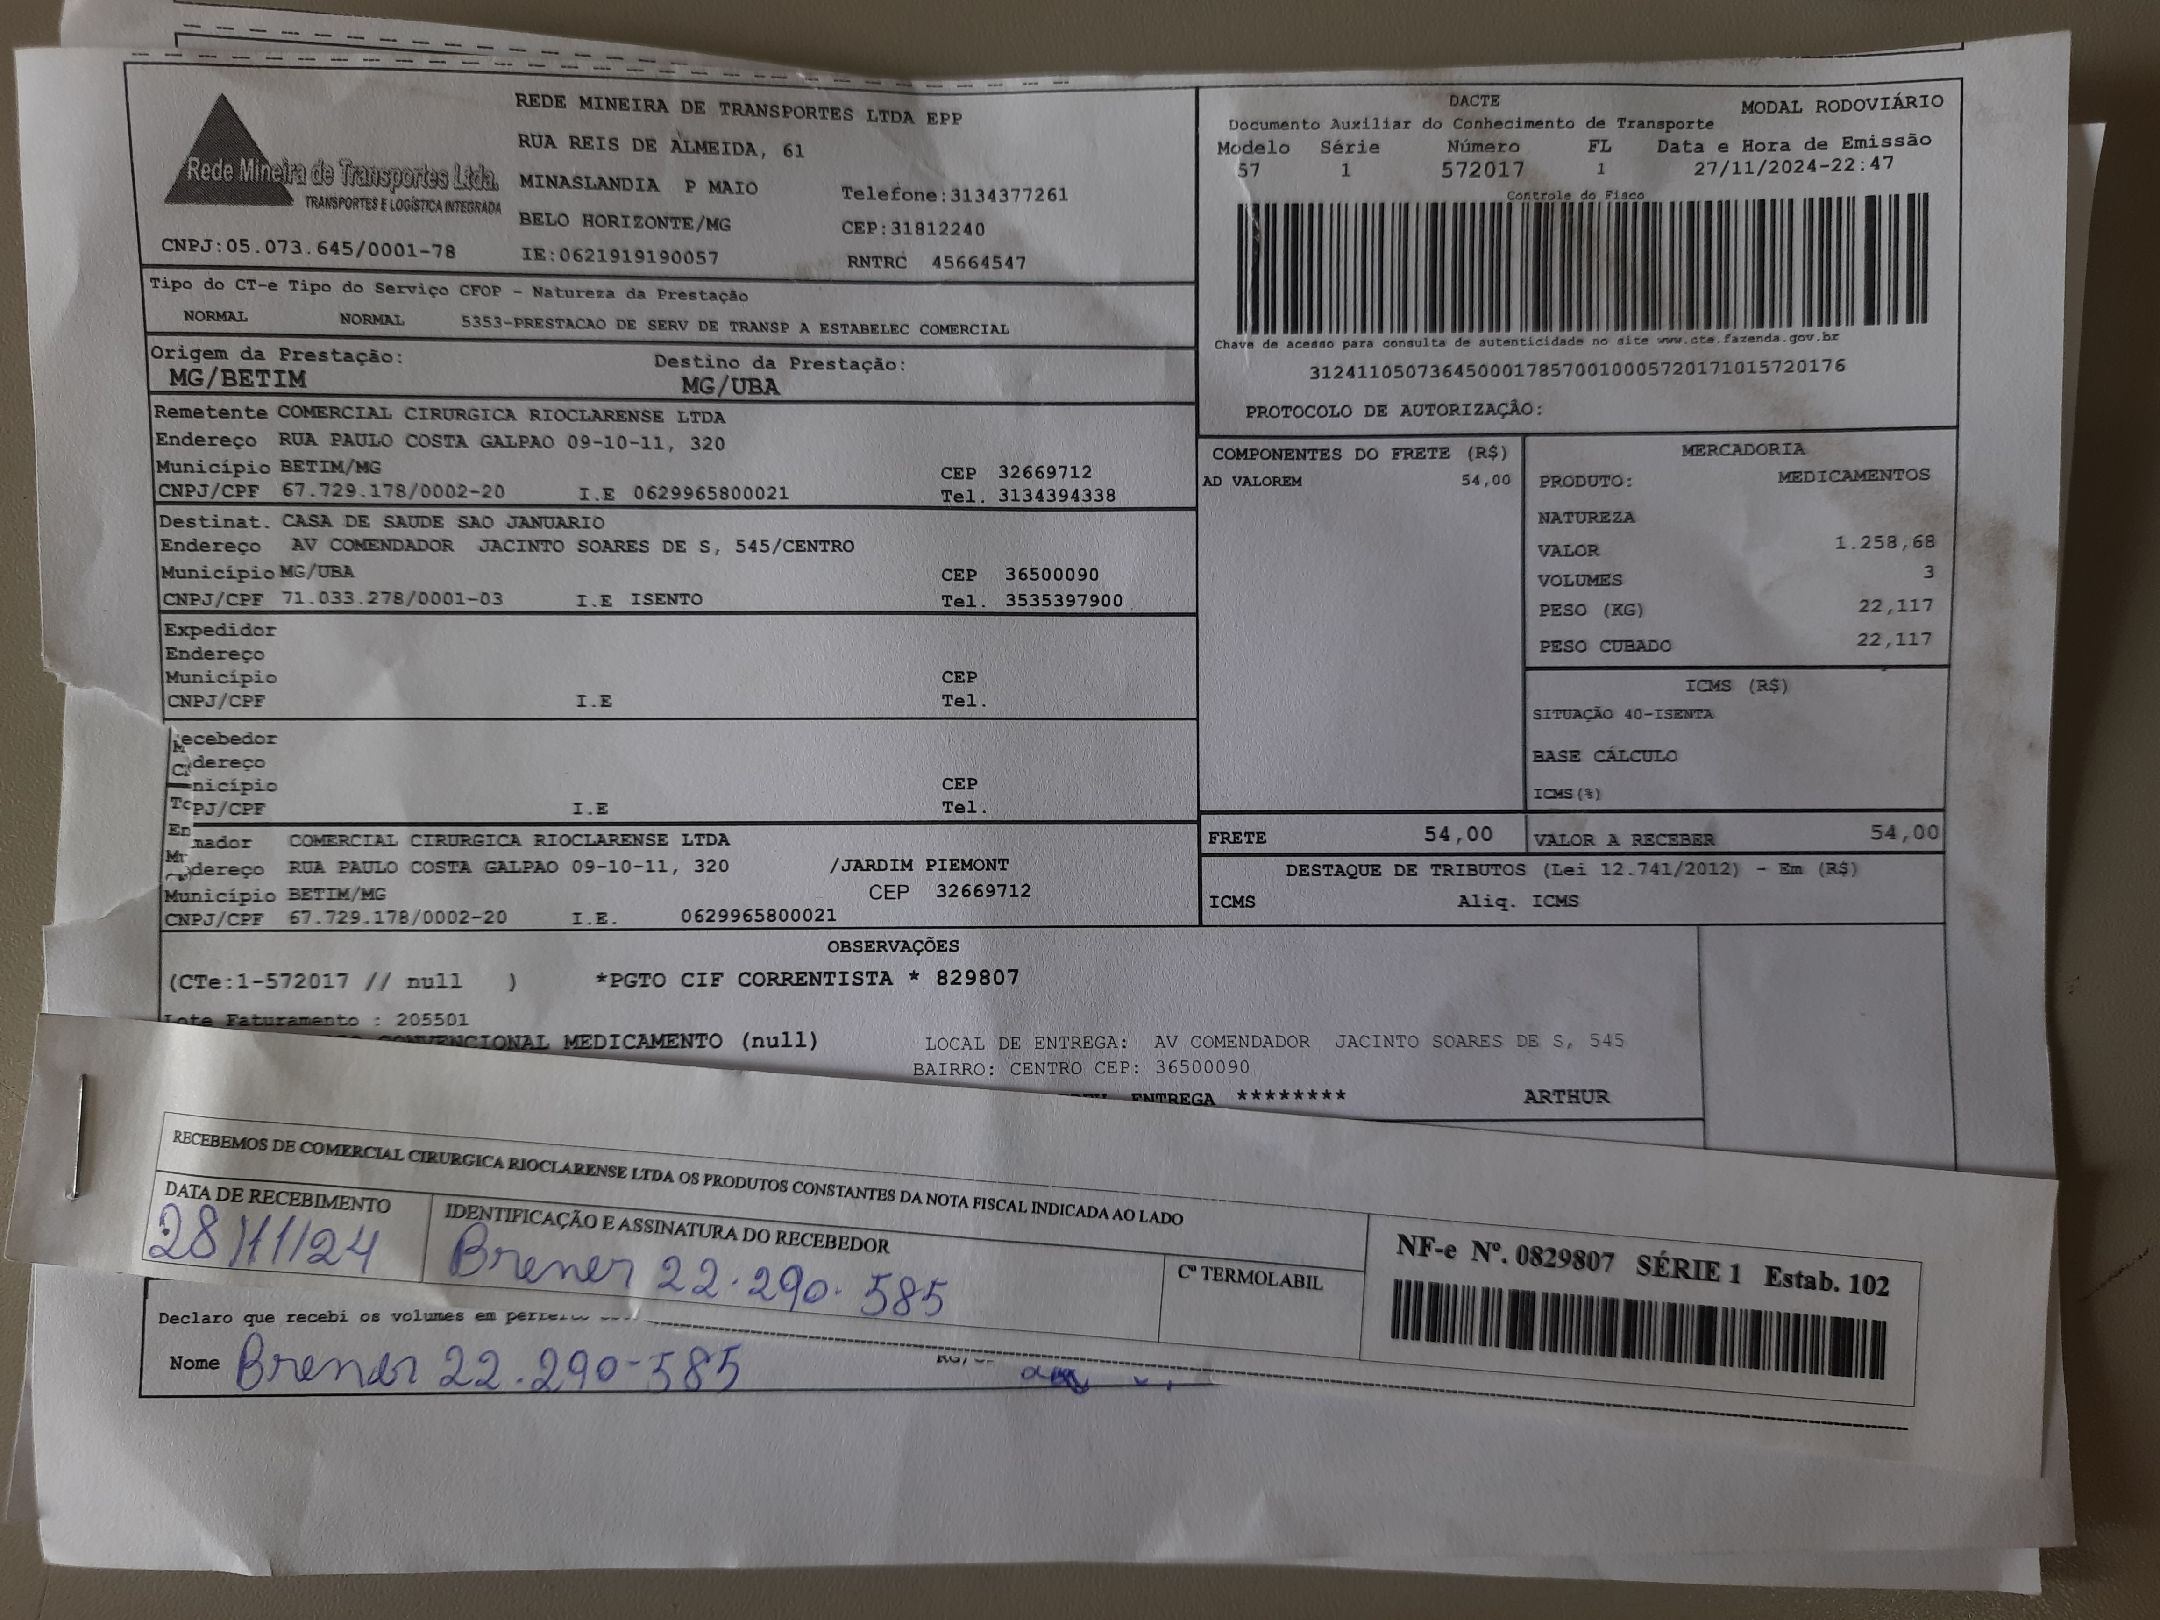 Rede Mineira de Transportes Ltda.
TRANSPORTES E LOGÍSTICA INTEGRADA
CNPJ:05.073.645/0001-78
REDE MINEIRA DE TRANSPORTES LTDA EPP
RUA REIS DE ALMEIDA, 61
MINASLANDIA P MAIO Telefone:3134377261
BELO HORIZONTE/MG CEP:31812240
IE:0621919190057 RNTRC 45664547
DACTE MODAL RODOVIÁRIO
Documento Auxiliar do Conhecimento de Transporte
Modelo Série Número FL Data e Hora de Emissão
57 1 572017 1 27/11/2024-22:47
Controle do Fisco
Chave de acesso para consulta de autenticidade no site www.cte.fazenda.gov.br
31241105073645000178570010005720171015720176
PROTOCOLO DE AUTORIZAÇÃO:
Tipo do CT-e Tipo do Serviço CFOP - Natureza da Prestação
NORMAL NORMAL 5353-PRESTACAO DE SERV DE TRANSP A ESTABELEC COMERCIAL
Origem da Prestação: Destino da Prestação:
MG/BETIM MG/UBA
Remetente COMERCIAL CIRURGICA RIOCLARENSE LTDA
Endereço RUA PAULO COSTA GALPAO 09-10-11, 320
Município BETIM/MG CEP 32669712
CNPJ/CPF 67.729.178/0002-20 I.E 0629965800021 Tel. 3134394338
Destinat. CASA DE SAUDE SAO JANUARIO
Endereço AV COMENDADOR JACINTO SOARES DE S, 545/CENTRO
Município MG/UBA CEP 36500090
CNPJ/CPF 71.033.278/0001-03 I.E ISENTO Tel. 3535397900
Expedidor
Endereço
Município CEP
CNPJ/CPF I.E Tel.
ecebedor
dereço
nicípio CEP
PJ/CPF I.E Tel.
mador COMERCIAL CIRURGICA RIOCLARENSE LTDA
dereço RUA PAULO COSTA GALPAO 09-10-11, 320 /JARDIM PIEMONT
Município BETIM/MG CEP 32669712
CNPJ/CPF 67.729.178/0002-20 I.E. 0629965800021
COMPONENTES DO FRETE (R$)
AD VALOREM 54,00
MERCADORIA
PRODUTO: MEDICAMENTOS
NATUREZA
VALOR 1.258,68
VOLUMES 3
PESO (KG) 22,117
PESO CUBADO 22,117
ICMS (R$)
SITUAÇÃO 40-ISENTA
BASE CÁLCULO
ICMS(%)
FRETE 54,00 VALOR A RECEBER 54,00
DESTAQUE DE TRIBUTOS (Lei 12.741/2012) - Em (R$)
ICMS Aliq. ICMS
OBSERVAÇÕES
(CTe:1-572017 // null ) *PGTO CIF CORRENTISTA * 829807
Lote Faturamento : 205501
CONVENCIONAL MEDICAMENTO (null) LOCAL DE ENTREGA: AV COMENDADOR JACINTO SOARES DE S, 545
BAIRRO: CENTRO CEP: 36500090
ENTREGA ******** ARTHUR
RECEBEMOS DE COMERCIAL CIRURGICA RIOCLARENSE LTDA OS PRODUTOS CONSTANTES DA NOTA FISCAL INDICADA AO LADO
DATA DE RECEBIMENTO IDENTIFICAÇÃO E ASSINATURA DO RECEBEDOR
28/11/24 Brener 22.290.585
Cª TERMOLABIL
NF-e Nº. 0829807 SÉRIE 1 Estab. 102
Declaro que recebi os volumes em
Nome Brener 22.290-585